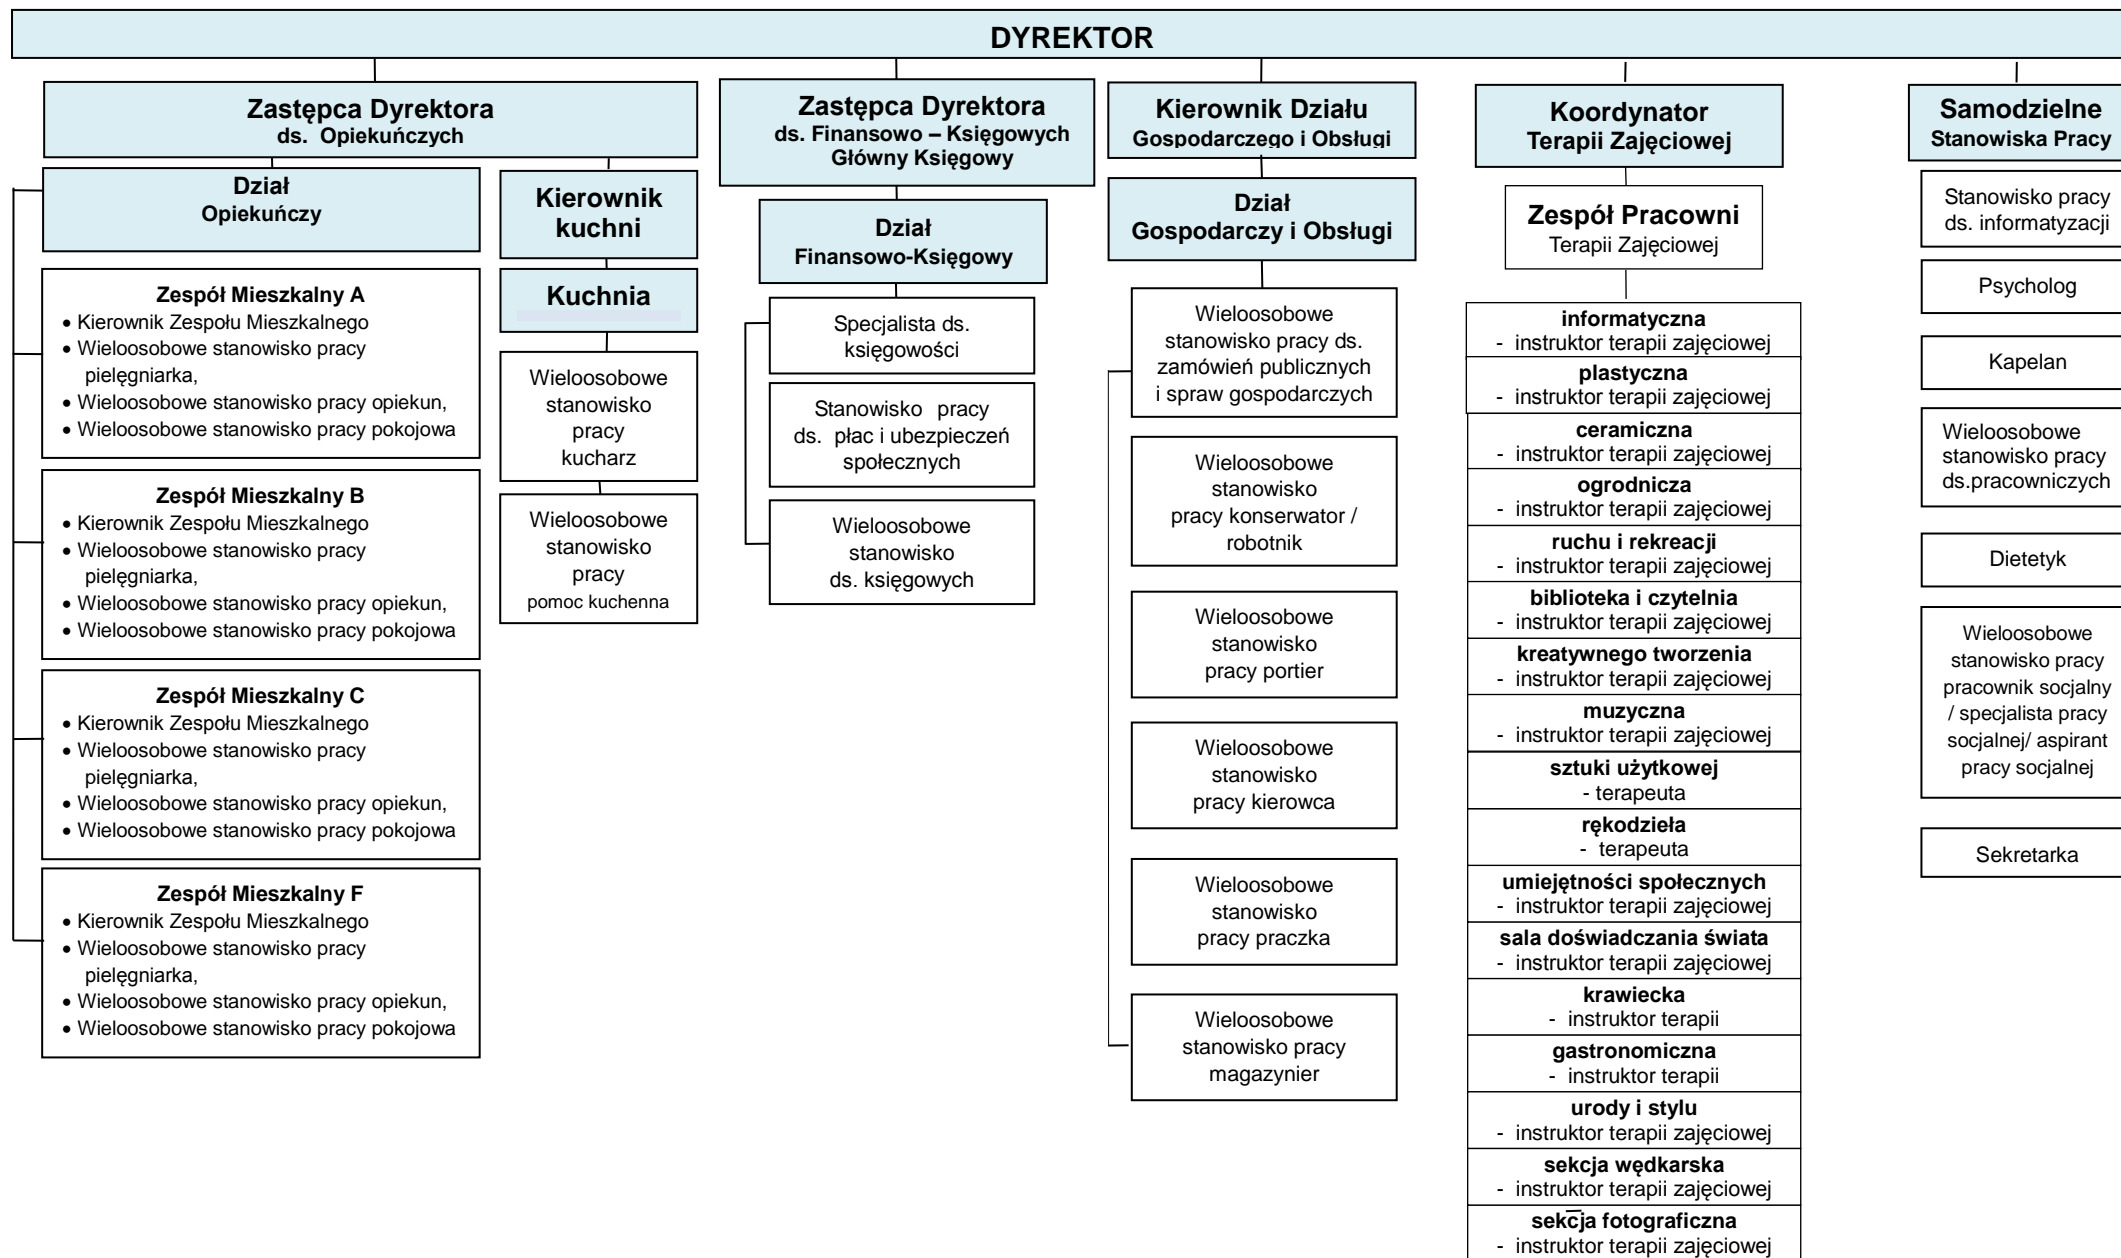 DYREKTOR
Zastępca Dyrektora
ds. Opiekuńczych
Dział
Opiekuńczy
Zespół Mieszkalny A
• Kierownik Zespołu Mieszkalnego
• Wieloosobowe stanowisko pracy
pielęgniarka,
• Wieloosobowe stanowisko pracy opiekun,
• Wieloosobowe stanowisko pracy pokojowa
Zespół Mieszkalny B
• Kierownik Zespołu Mieszkalnego
• Wieloosobowe stanowisko pracy
pielęgniarka,
• Wieloosobowe stanowisko pracy opiekun,
• Wieloosobowe stanowisko pracy pokojowa
Zespół Mieszkalny C
• Kierownik Zespołu Mieszkalnego
• Wieloosobowe stanowisko pracy
pielęgniarka,
• Wieloosobowe stanowisko pracy opiekun,
• Wieloosobowe stanowisko pracy pokojowa
Zespół Mieszkalny F
• Kierownik Zespołu Mieszkalnego
• Wieloosobowe stanowisko pracy
pielęgniarka,
• Wieloosobowe stanowisko pracy opiekun,
• Wieloosobowe stanowisko pracy pokojowa
Kierownik
kuchni
Kuchnia
Wieloosobowe
stanowisko
pracy
kucharz
Wieloosobowe
stanowisko
pracy
pomoc kuchenna
Zastępca Dyrektora
ds. Finansowo – Księgowych
Główny Księgowy
Dział
Finansowo-Księgowy
Specjalista ds.
księgowości
Stanowisko pracy
ds. płac i ubezpieczeń
społecznych
Wieloosobowe
stanowisko
ds. księgowych
Kierownik Działu
Gospodarczego i Obsługi
Dział
Gospodarczy i Obsługi
Wieloosobowe
stanowisko pracy ds.
zamówień publicznych
i spraw gospodarczych
Wieloosobowe
stanowisko
pracy konserwator /
robotnik
Wieloosobowe
stanowisko
pracy portier
Wieloosobowe
stanowisko
pracy kierowca
Wieloosobowe
stanowisko
pracy praczka
Wieloosobowe
stanowisko pracy
magazynier
Koordynator
Terapii Zajęciowej
Zespół Pracowni
Terapii Zajęciowej
informatyczna
- instruktor terapii zajęciowej
plastyczna
- instruktor terapii zajęciowej
ceramiczna
- instruktor terapii zajęciowej
ogrodnicza
- instruktor terapii zajęciowej
ruchu i rekreacji
- instruktor terapii zajęciowej
biblioteka i czytelnia
- instruktor terapii zajęciowej
kreatywnego tworzenia
- instruktor terapii zajęciowej
muzyczna
- instruktor terapii zajęciowej
sztuki użytkowej
- terapeuta
rękodzieła
- terapeuta
umiejętności społecznych
- instruktor terapii zajęciowej
sala doświadczania świata
- instruktor terapii zajęciowej
krawiecka
- instruktor terapii
gastronomiczna
- instruktor terapii
urody i stylu
- instruktor terapii zajęciowej
sekcja wędkarska
- instruktor terapii zajęciowej
sekcja fotograficzna
- instruktor terapii zajęciowej
Samodzielne
Stanowiska Pracy
Stanowisko pracy
ds. informatyzacji
Psycholog
Kapelan
Wieloosobowe
stanowisko pracy
ds.pracowniczych
Dietetyk
Wieloosobowe
stanowisko pracy
pracownik socjalny
/ specjalista pracy
socjalnej/ aspirant
pracy socjalnej
Sekretarka